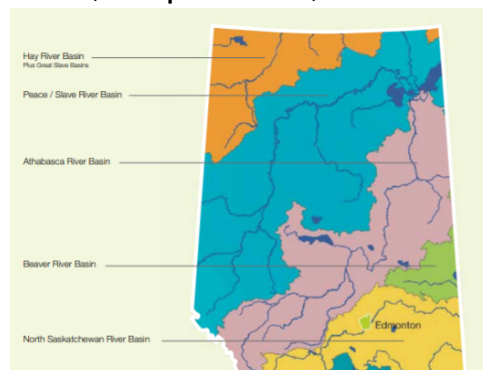 Hay River Basin
Plus Great Slave Basins
Peace / Slave River Basin
Athabasca River Basin
Beaver River Basin
Edmonton
North Saskatchewan River Basin